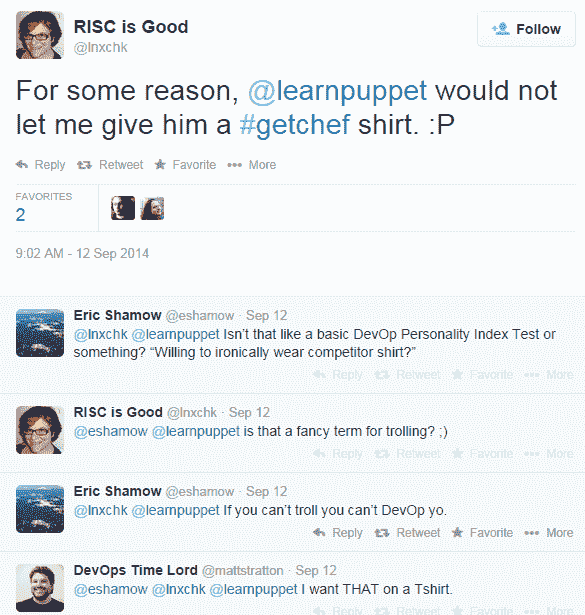 RISC is Good
@lnxchk
Follow
For some reason, @learnpuppet would not
let me give him a #getchef shirt. :P
Reply Retweet Favorite More
FAVORITES
2
9:02 AM - 12 Sep 2014
Eric Shamow @eshamow · Sep 12
@lnxchk @learnpuppet Isn't that like a basic DevOp Personality Index Test or
something? “Willing to ironically wear competitor shirt?”
Reply Retweet Favorite More
RISC is Good @lnxchk · Sep 12
@eshamow @learnpuppet is that a fancy term for trolling? ;)
Reply Retweet Favorite More
Eric Shamow @eshamow · Sep 12
@lnxchk @learnpuppet If you can't troll you can't DevOp yo.
Reply Retweet Favorite More
DevOps Time Lord @mattstratton · Sep 12
@eshamow @lnxchk @learnpuppet I want THAT on a Tshirt.
Reply Retweet Favorite More